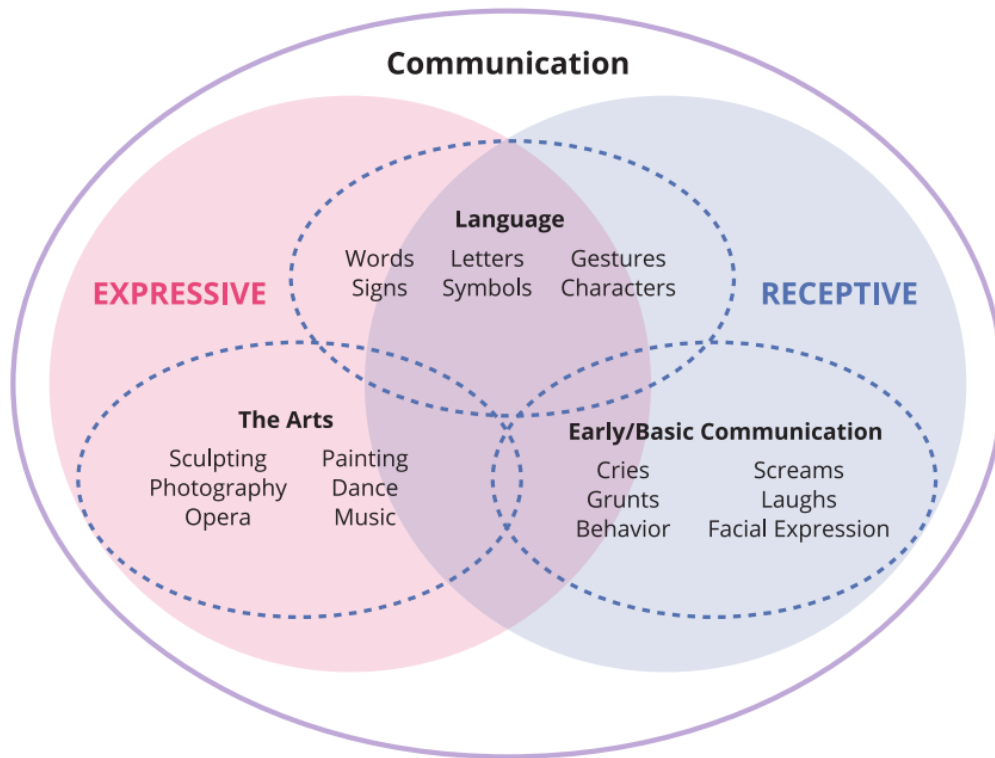 Communication
Language
Words Letters Gestures
Signs Symbols Characters
EXPRESSIVE
RECEPTIVE
The Arts
Sculpting Painting
Photography Dance
Opera Music
Early/Basic Communication
Cries Screams
Grunts Laughs
Behavior Facial Expression